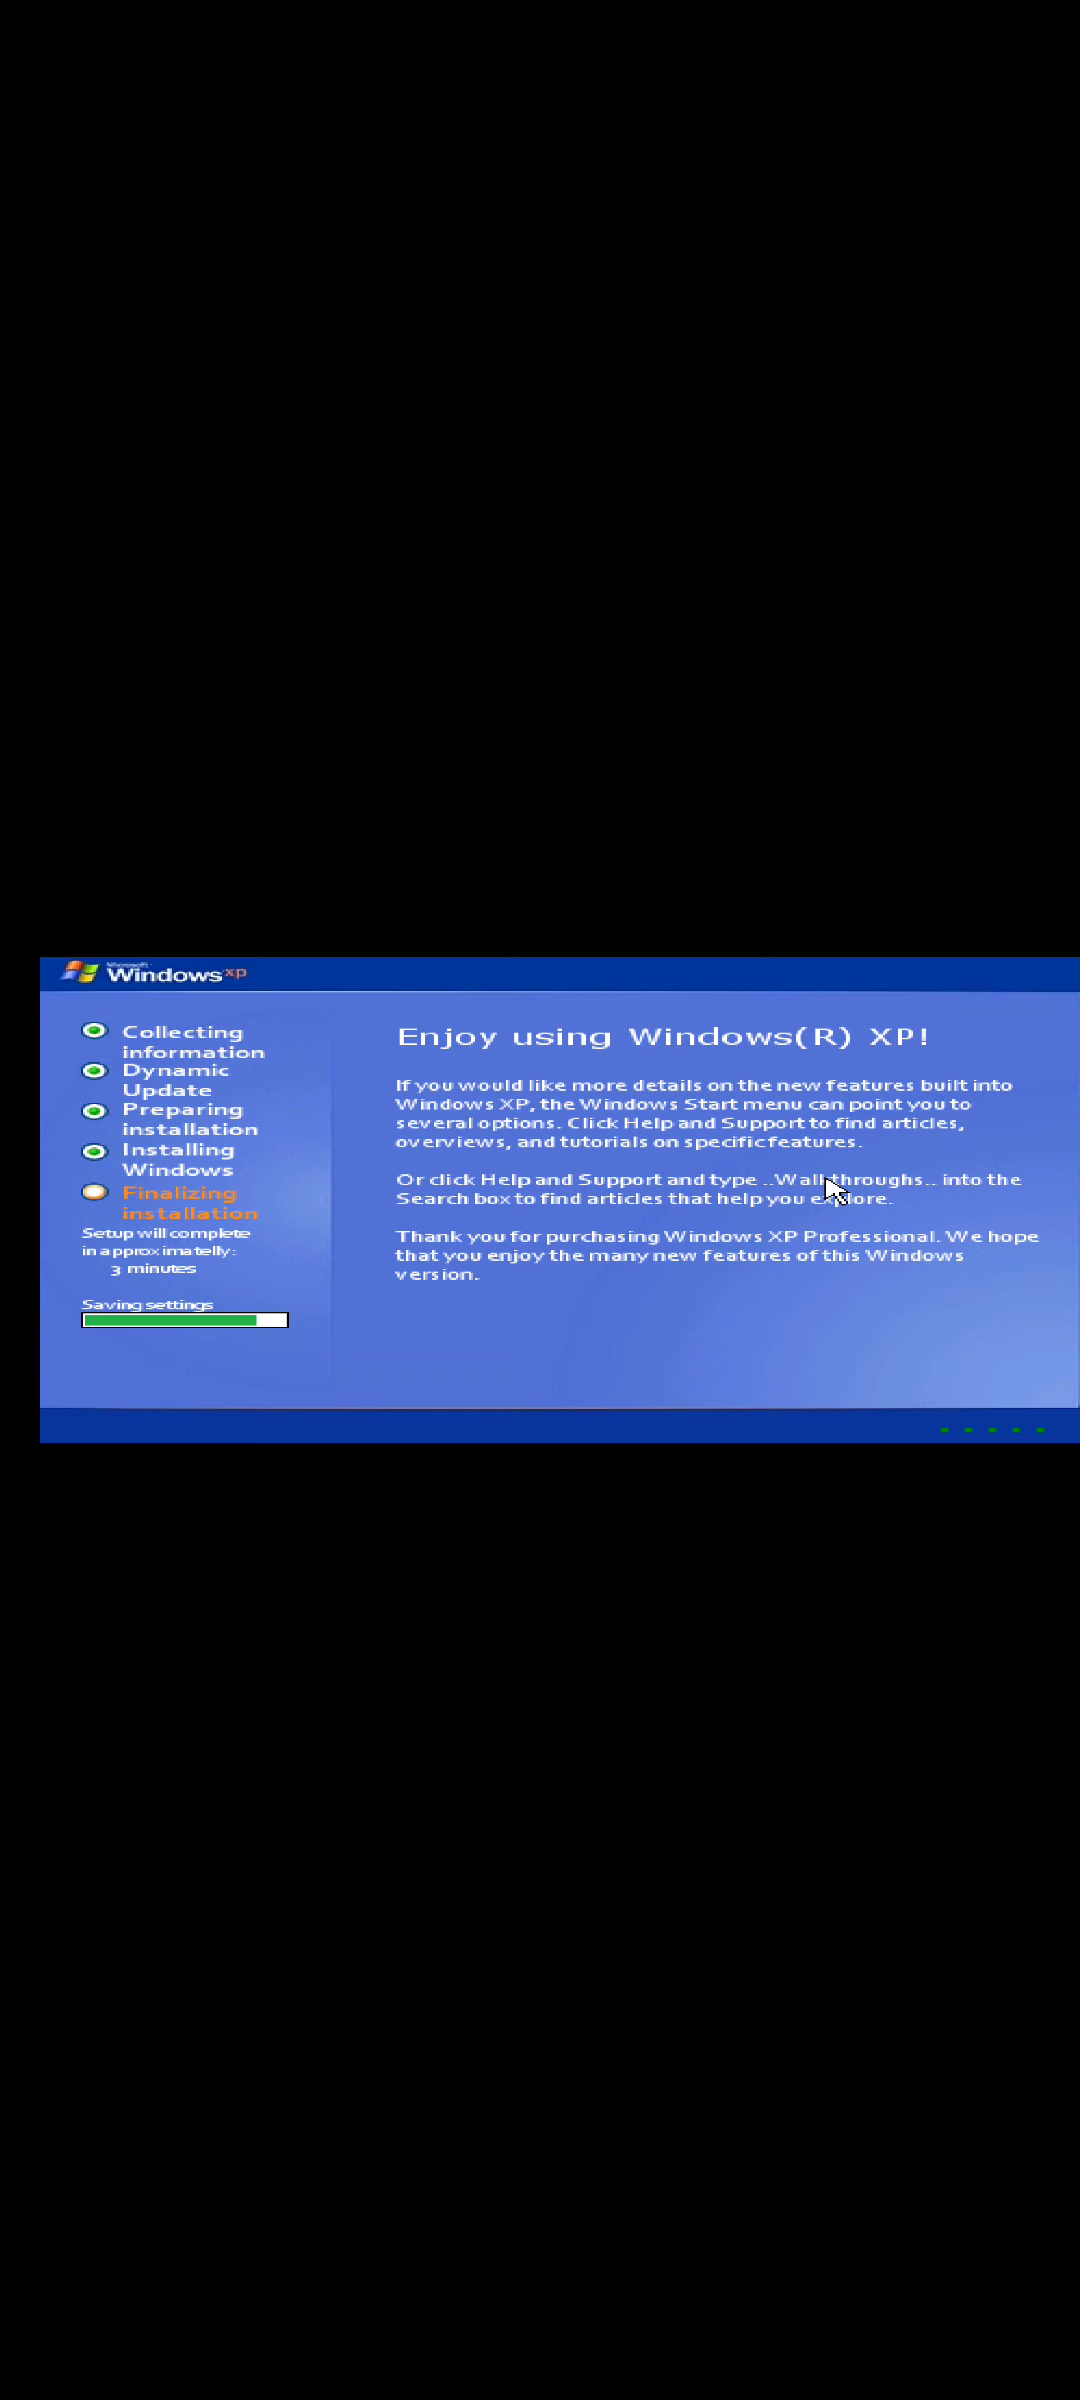 Microsoft
Windows xp
Collecting
information
Dynamic
Update
Preparing
installation
Installing
Windows
Finalizing
installation
Setup will complete
in approximatelly:
3 minutes
Saving settings
Enjoy using Windows(R) XP!
If you would like more details on the new features built into
Windows XP, the Windows Start menu can point you to
several options. Click Help and Support to find articles,
overviews, and tutorials on specific features.
Or click Help and Support and type ..Walkthroughs.. into the
Search box to find articles that help you explore.
Thank you for purchasing Windows XP Professional. We hope
that you enjoy the many new features of this Windows
version.